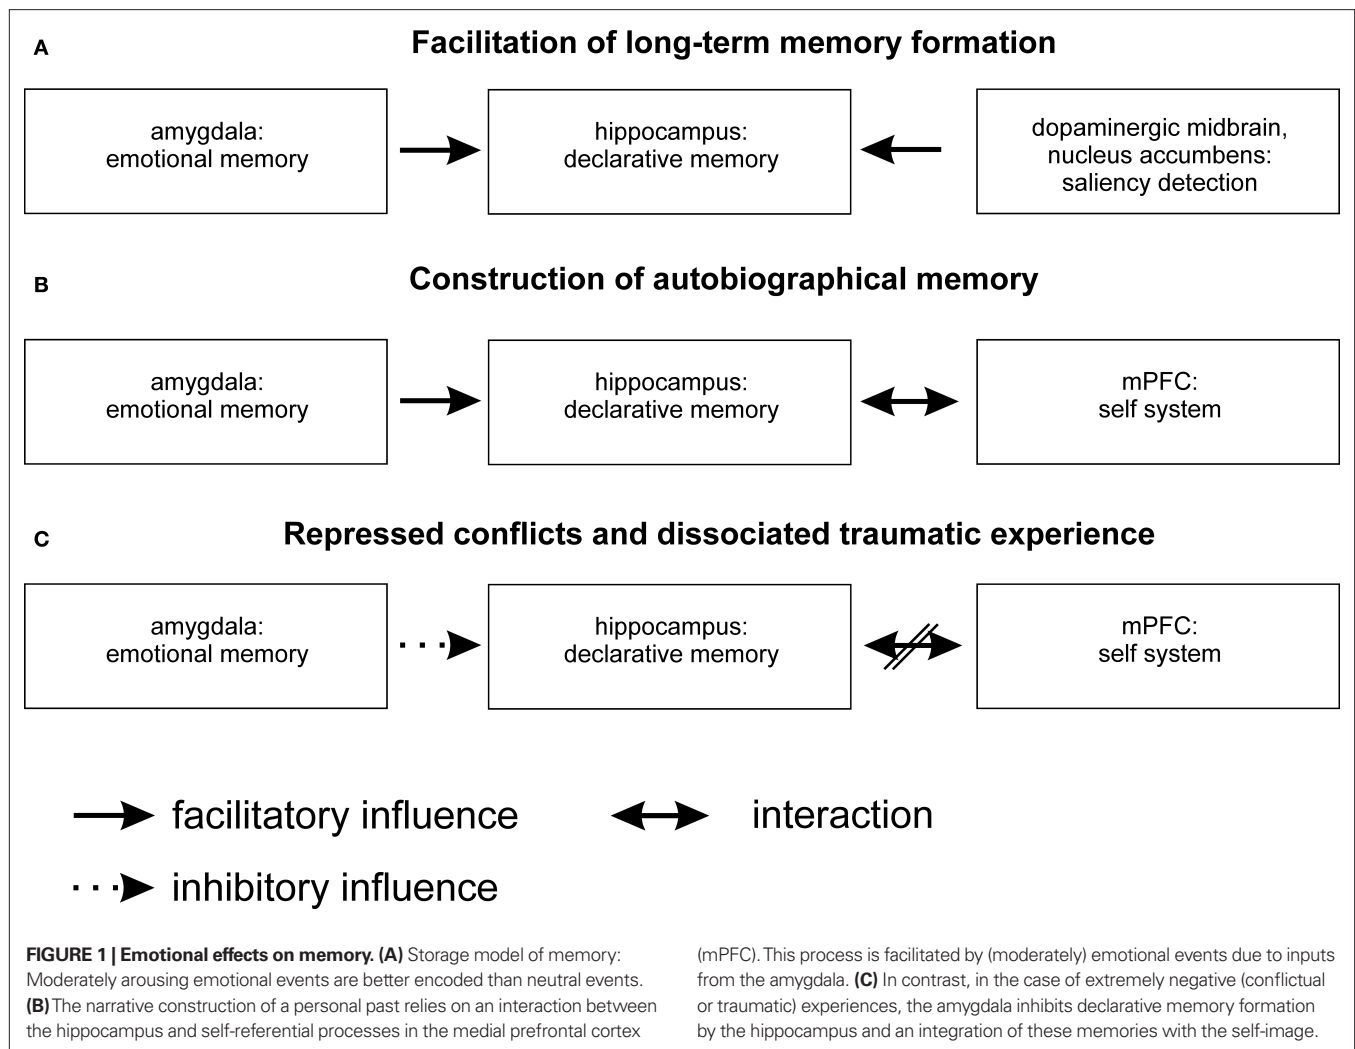 A
Facilitation of long-term memory formation
amygdala:
emotional memory
hippocampus:
declarative memory
dopaminergic midbrain,
nucleus accumbens:
saliency detection
B
Construction of autobiographical memory
amygdala:
emotional memory
hippocampus:
declarative memory
mPFC:
self system
C
Repressed conflicts and dissociated traumatic experience
amygdala:
emotional memory
hippocampus:
declarative memory
mPFC:
self system
facilitatory influence
interaction
inhibitory influence
FIGURE 1 | Emotional effects on memory. (A) Storage model of memory:
Moderately arousing emotional events are better encoded than neutral events.
(B) The narrative construction of a personal past relies on an interaction between
the hippocampus and self-referential processes in the medial prefrontal cortex
(mPFC). This process is facilitated by (moderately) emotional events due to inputs
from the amygdala. (C) In contrast, in the case of extremely negative (conflictual
or traumatic) experiences, the amygdala inhibits declarative memory formation
by the hippocampus and an integration of these memories with the self-image.